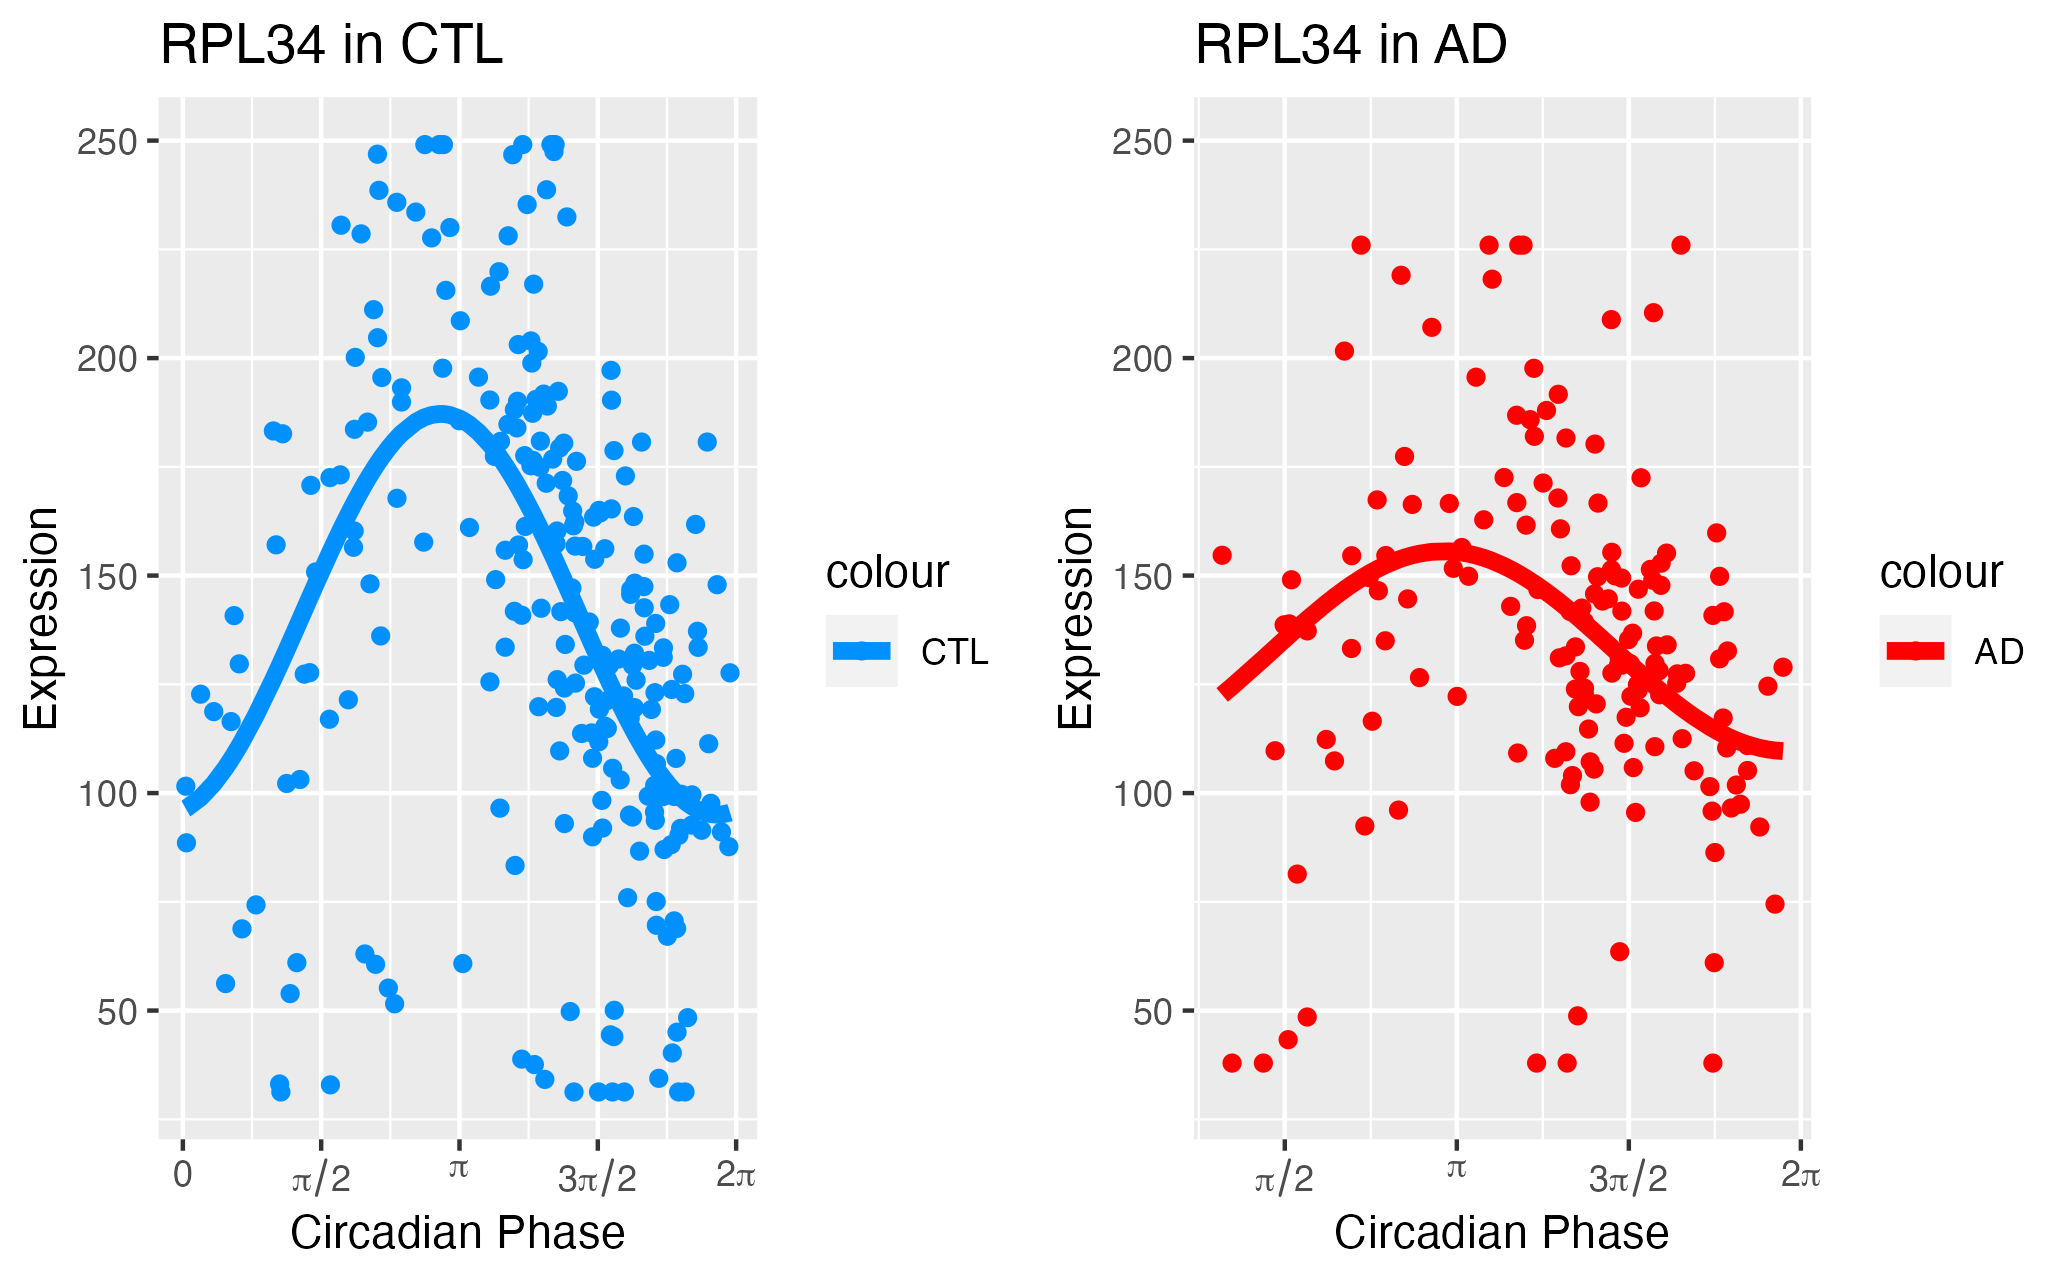 RPL34 in CTL
250
200
150
100
50
Expression
0 π/2 π 3π/2 2π
Circadian Phase
colour
CTL
RPL34 in AD
250
200
150
100
50
Expression
π/2 π 3π/2 2π
Circadian Phase
colour
AD